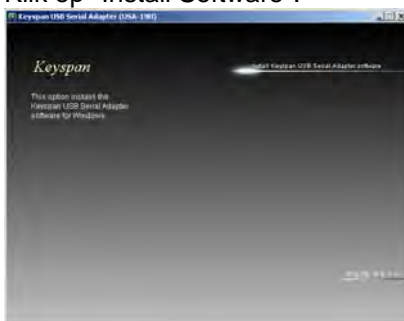 Klik op "Install Software".
Keyspan USB Serial Adapter (USA-19H)
Keyspan
Install Keyspan USB Serial Adapter software
This option installs the
Keyspan USB Serial Adapter
software for Windows.